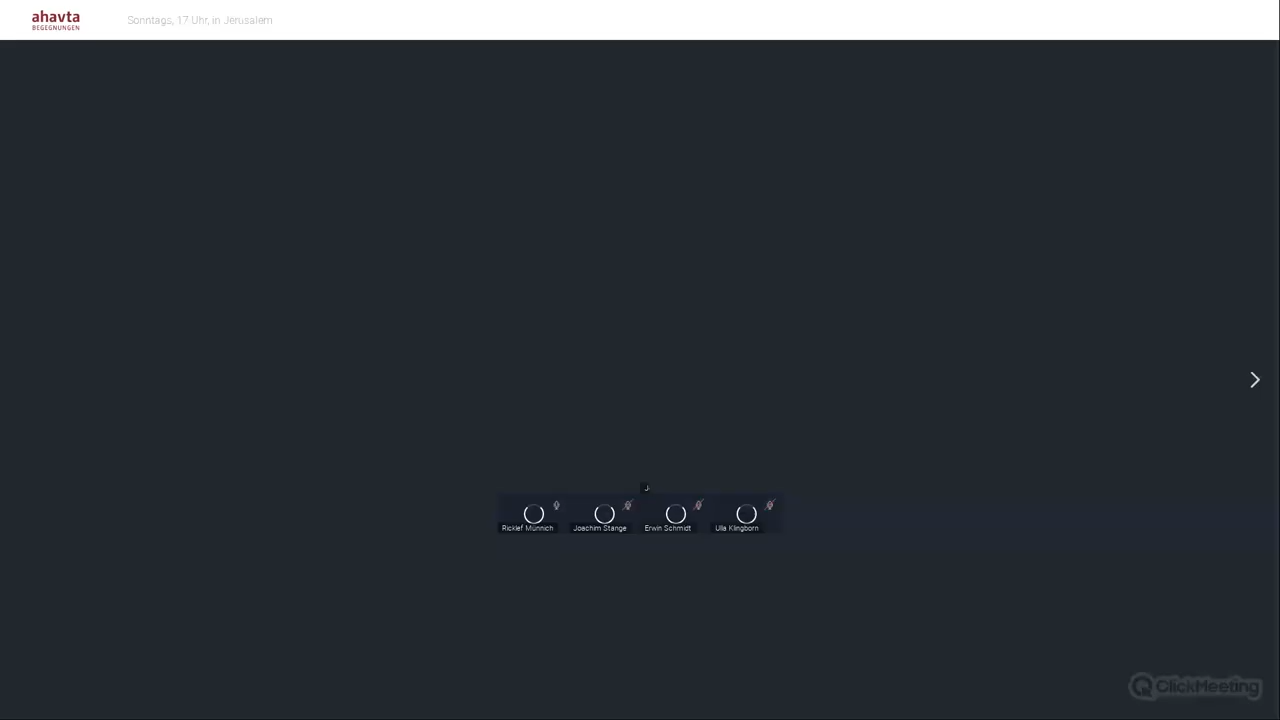 ahavta
BEGEGNUNGEN
Sonntags, 17 Uhr, in Jerusalem
J
Ricklef Münnich
Joachim Stange
Erwin Schmidt
Ulla Klingborn
ClickMeeting